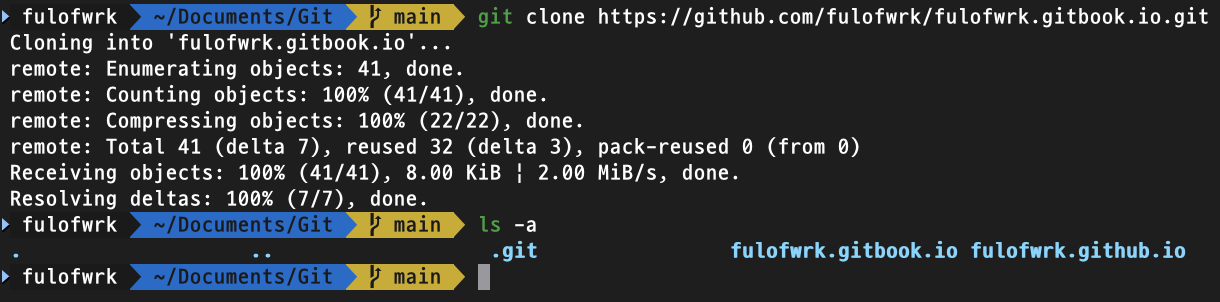 fulofwrk ~/Documents/Git main git clone https://github.com/fulofwrk/fulofwrk.gitbook.io.git
Cloning into 'fulofwrk.gitbook.io'...
remote: Enumerating objects: 41, done.
remote: Counting objects: 100% (41/41), done.
remote: Compressing objects: 100% (22/22), done.
remote: Total 41 (delta 7), reused 32 (delta 3), pack-reused 0 (from 0)
Receiving objects: 100% (41/41), 8.00 KiB ¦ 2.00 MiB/s, done.
Resolving deltas: 100% (7/7), done.
fulofwrk ~/Documents/Git main ls -a
. .. .git fulofwrk.gitbook.io fulofwrk.github.io
fulofwrk ~/Documents/Git main